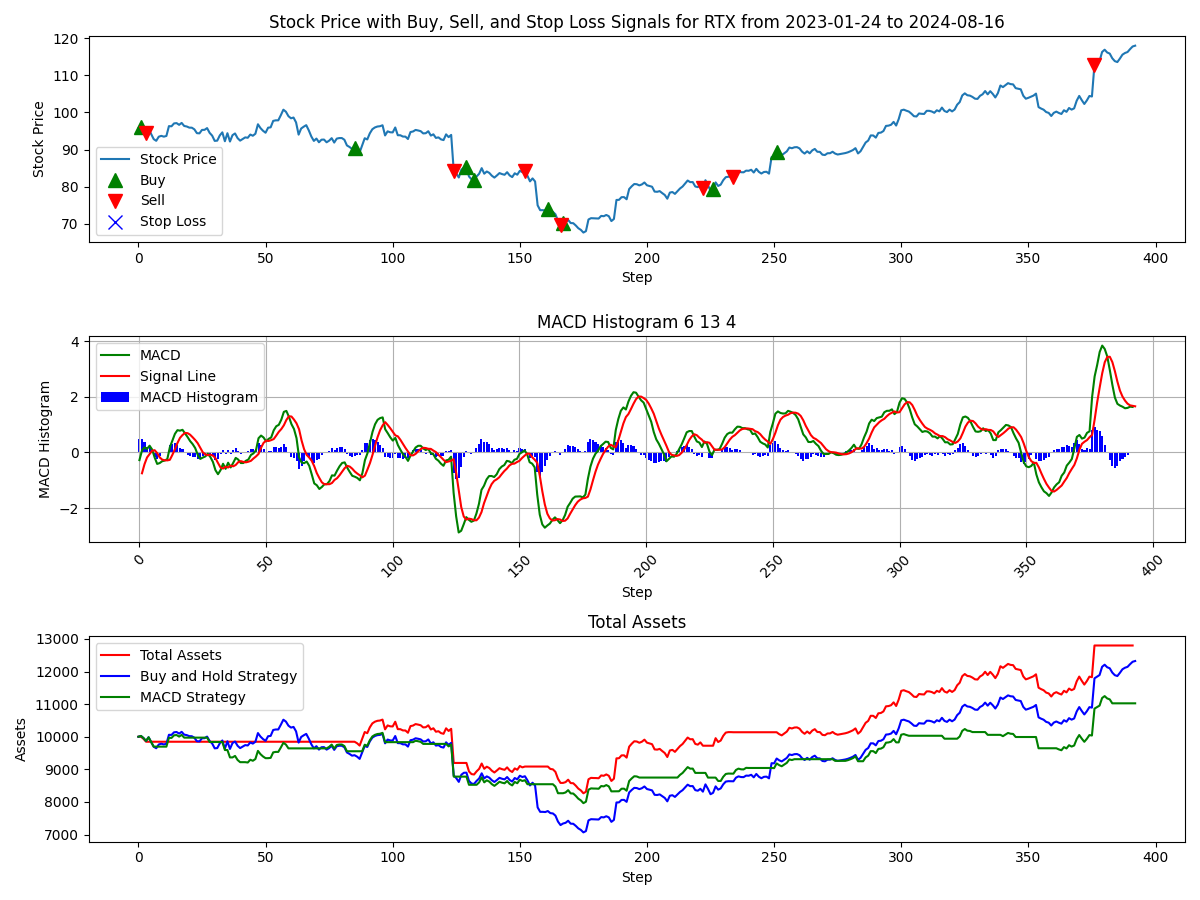 Stock Price with Buy, Sell, and Stop Loss Signals for RTX from 2023-01-24 to 2024-08-16
120
110
100
90
80
70
Stock Price
Stock Price
Buy
Sell
Stop Loss
0 50 100 150 200 250 300 350 400
Step
MACD Histogram 6 13 4
4
2
0
−2
MACD Histogram
MACD
Signal Line
MACD Histogram
0 50 100 150 200 250 300 350 400
Step
Total Assets
13000
12000
11000
10000
9000
8000
7000
Assets
Total Assets
Buy and Hold Strategy
MACD Strategy
0 50 100 150 200 250 300 350 400
Step